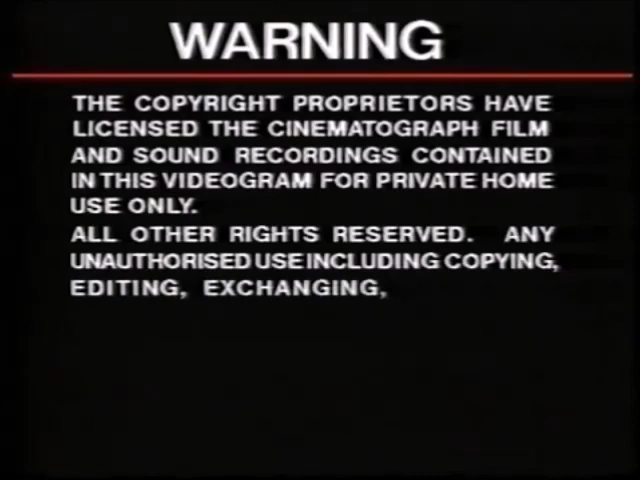 WARNING
THE COPYRIGHT PROPRIETORS HAVE
LICENSED THE CINEMATOGRAPH FILM
AND SOUND RECORDINGS CONTAINED
IN THIS VIDEOGRAM FOR PRIVATE HOME
USE ONLY.
ALL OTHER RIGHTS RESERVED. ANY
UNAUTHORISED USE INCLUDING COPYING,
EDITING, EXCHANGING,